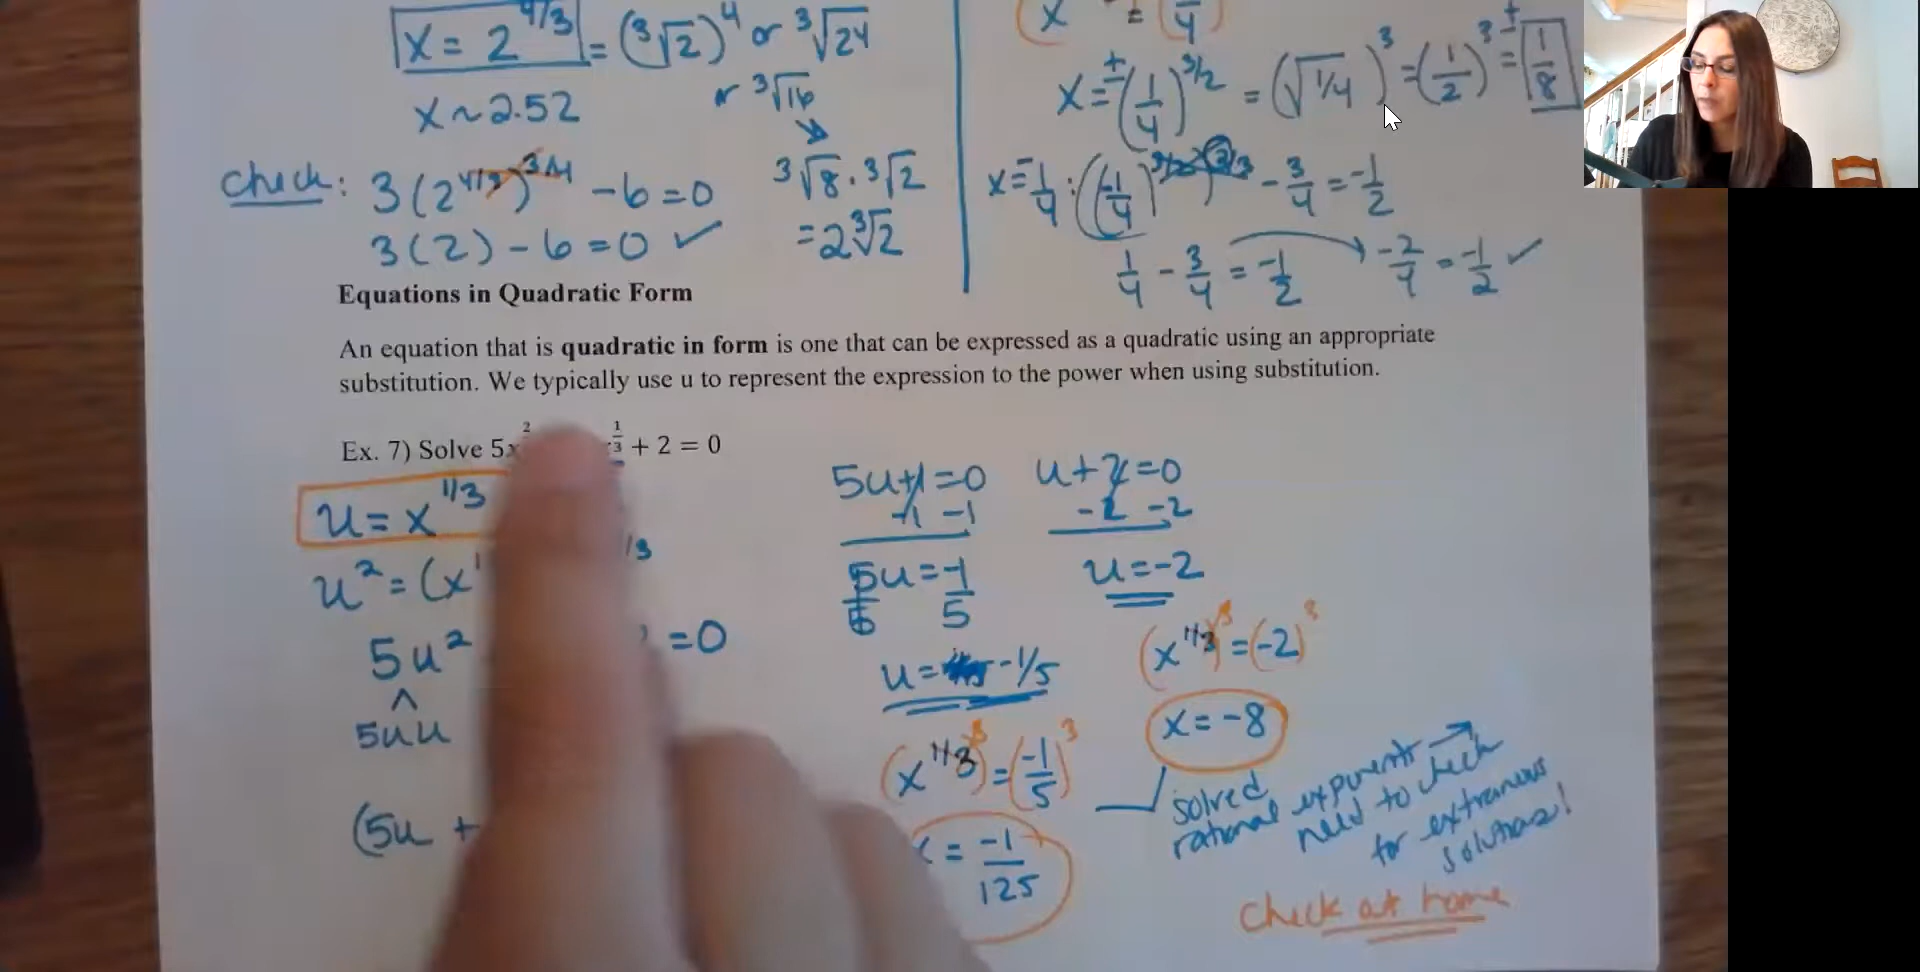 x = 2^4/3 = (³√2)⁴ or ³√2⁴
or ³√16
x ~ 2.52
³√8 · ³√2
= 2³√2
check: 3(2^4/3)^3/4 - 6 = 0
3(2) - 6 = 0 ✓
x = 
4
x = ±(1/4)^3/2 = (√1/4)³ = (1/2)³ = ± 1/8
- 3/4 = -1/2
1/4 - 3/4 = -1/2 → -2/4 = -1/2 ✓
Equations in Quadratic Form
An equation that is quadratic in form is one that can be expressed as a quadratic using an appropriate
substitution. We typically use u to represent the expression to the power when using substitution.
Ex. 7) Solve 5x^2 ^1/3 + 2 = 0
u = x^1/3
u² = (x^1 /3
5u² = 0
5u u
(5u +
5u+1=0
-1 -1
5u = -1
5 5
u = -1/5
(x^1/3)³ = (-1/5)³
x = -1/125
u+2=0
-2 -2
u = -2
(x^1/3)³ = (-2)³
x = -8
solved
rational exponents →
need to check
for extraneous
solutions!
check at home